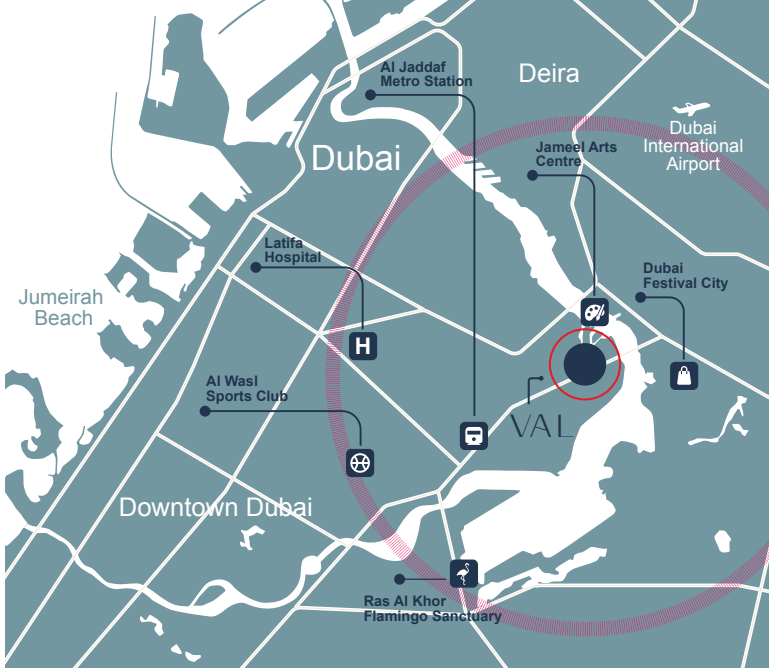 Al Jaddaf
Metro Station
Deira
Dubai
International
Airport
Jameel Arts
Centre
Dubai
Latifa
Hospital
Dubai
Festival City
Jumeirah
Beach
H
Al Wasl
Sports Club
VAL
Downtown Dubai
Ras Al Khor
Flamingo Sanctuary